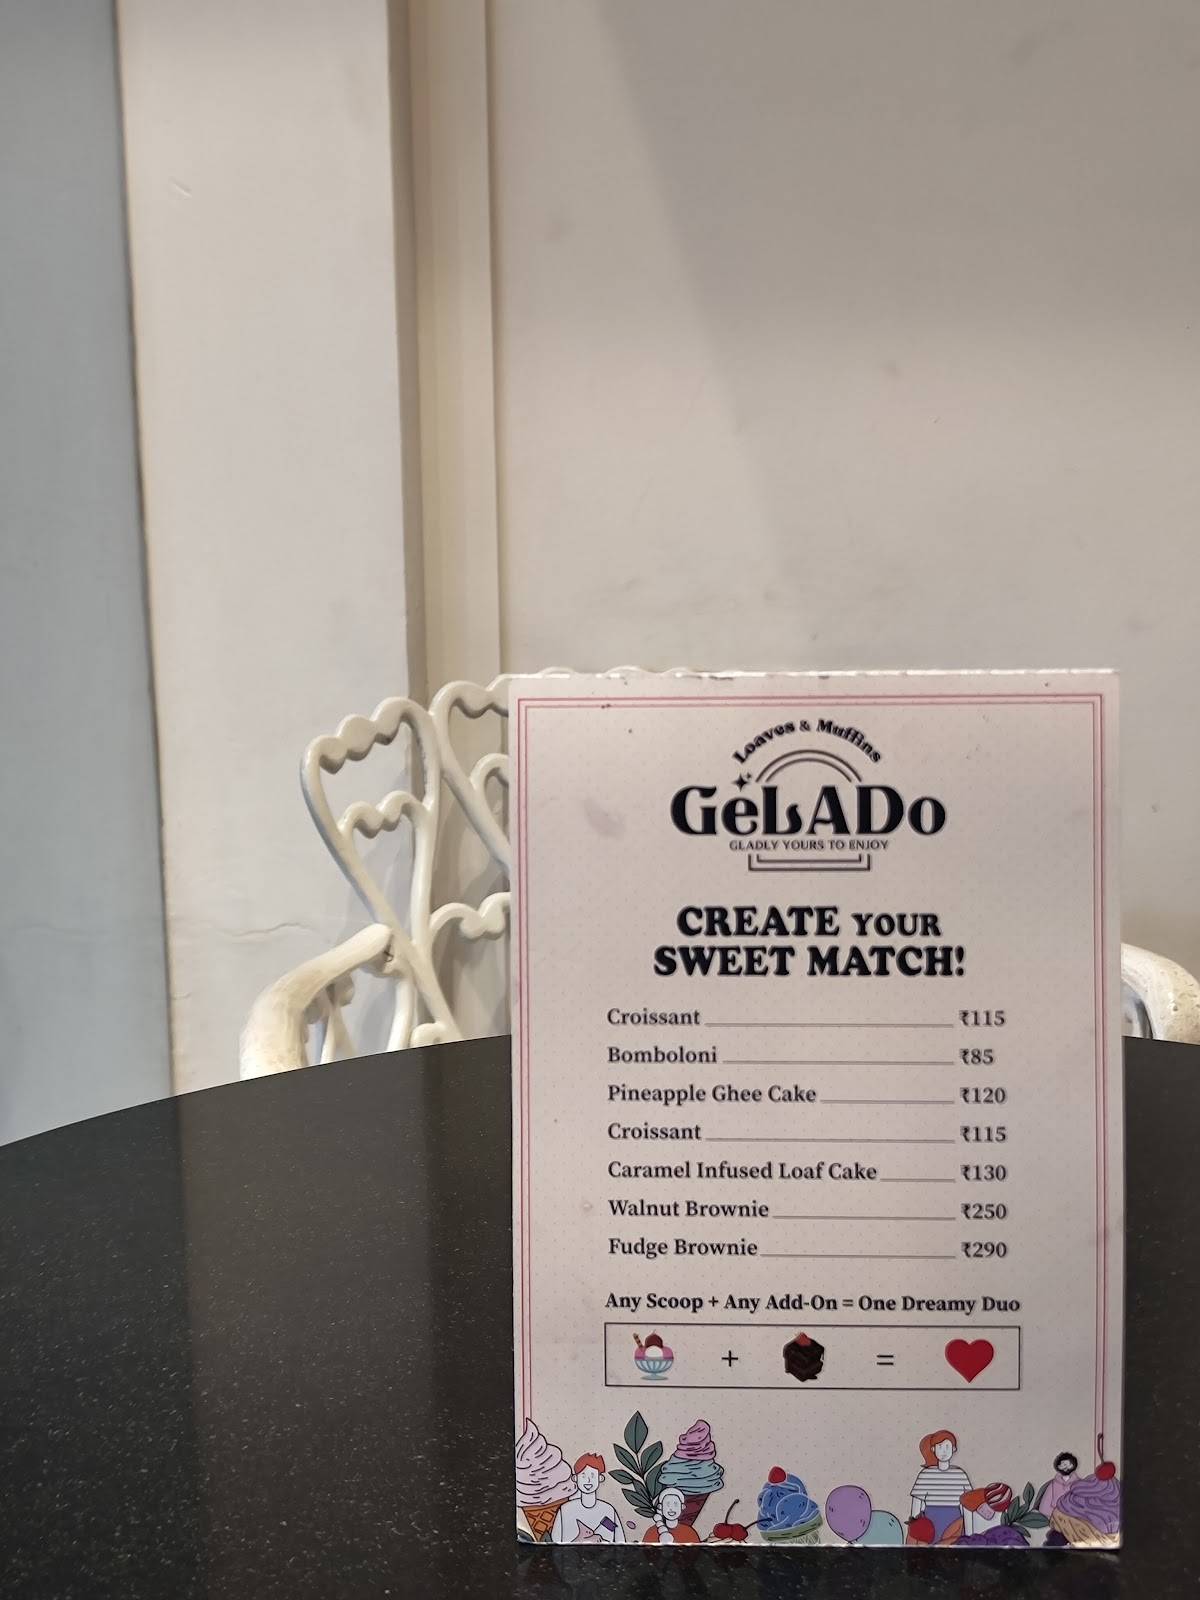 Loaves & Muffins
GeLADo
GLADLY YOURS TO ENJOY
CREATE YOUR
SWEET MATCH!
Croissant ₹115
Bomboloni ₹85
Pineapple Ghee Cake ₹120
Croissant ₹115
Caramel Infused Loaf Cake ₹130
Walnut Brownie ₹250
Fudge Brownie ₹290
Any Scoop + Any Add-On = One Dreamy Duo
+ =